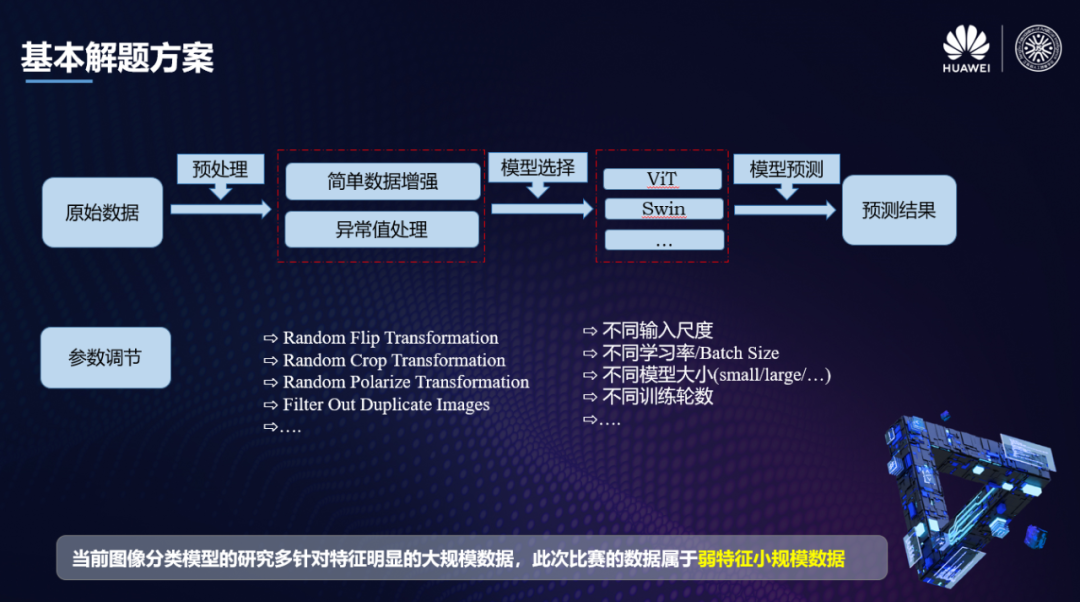 基本解题方案
HUAWEI
预处理
模型选择
模型预测
原始数据
简单数据增强
异常值处理
ViT
Swin
...
预测结果
参数调节
⇨ Random Flip Transformation
⇨ Random Crop Transformation
⇨ Random Polarize Transformation
⇨ Filter Out Duplicate Images
⇨….
⇨ 不同输入尺度
⇨ 不同学习率/Batch Size
⇨ 不同模型大小(small/large/…)
⇨ 不同训练轮数
⇨….
当前图像分类模型的研究多针对特征明显的大规模数据，此次比赛的数据属于弱特征小规模数据